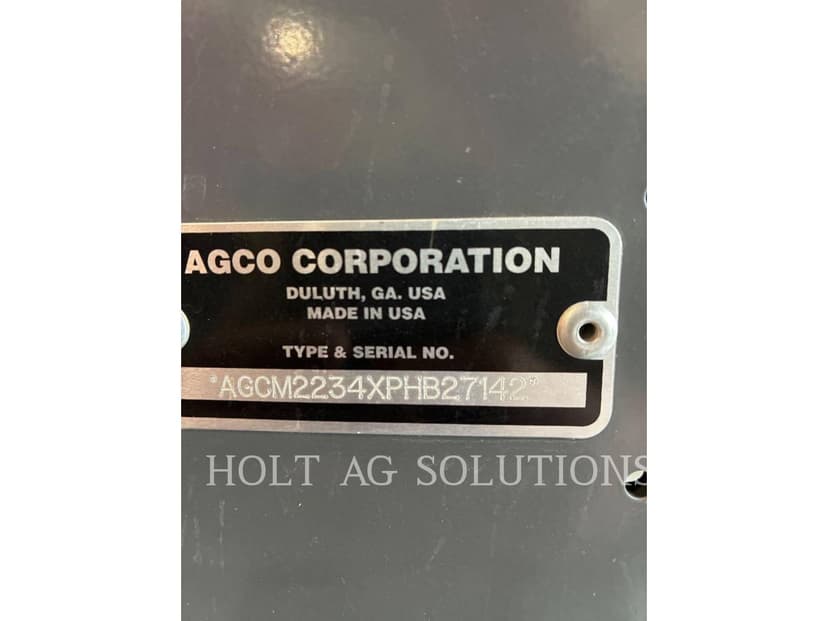 AGCO CORPORATION
DULUTH, GA. USA
MADE IN USA
TYPE & SERIAL NO.
*AGCM2234XPHB27142*
HOLT AG SOLUTIONS